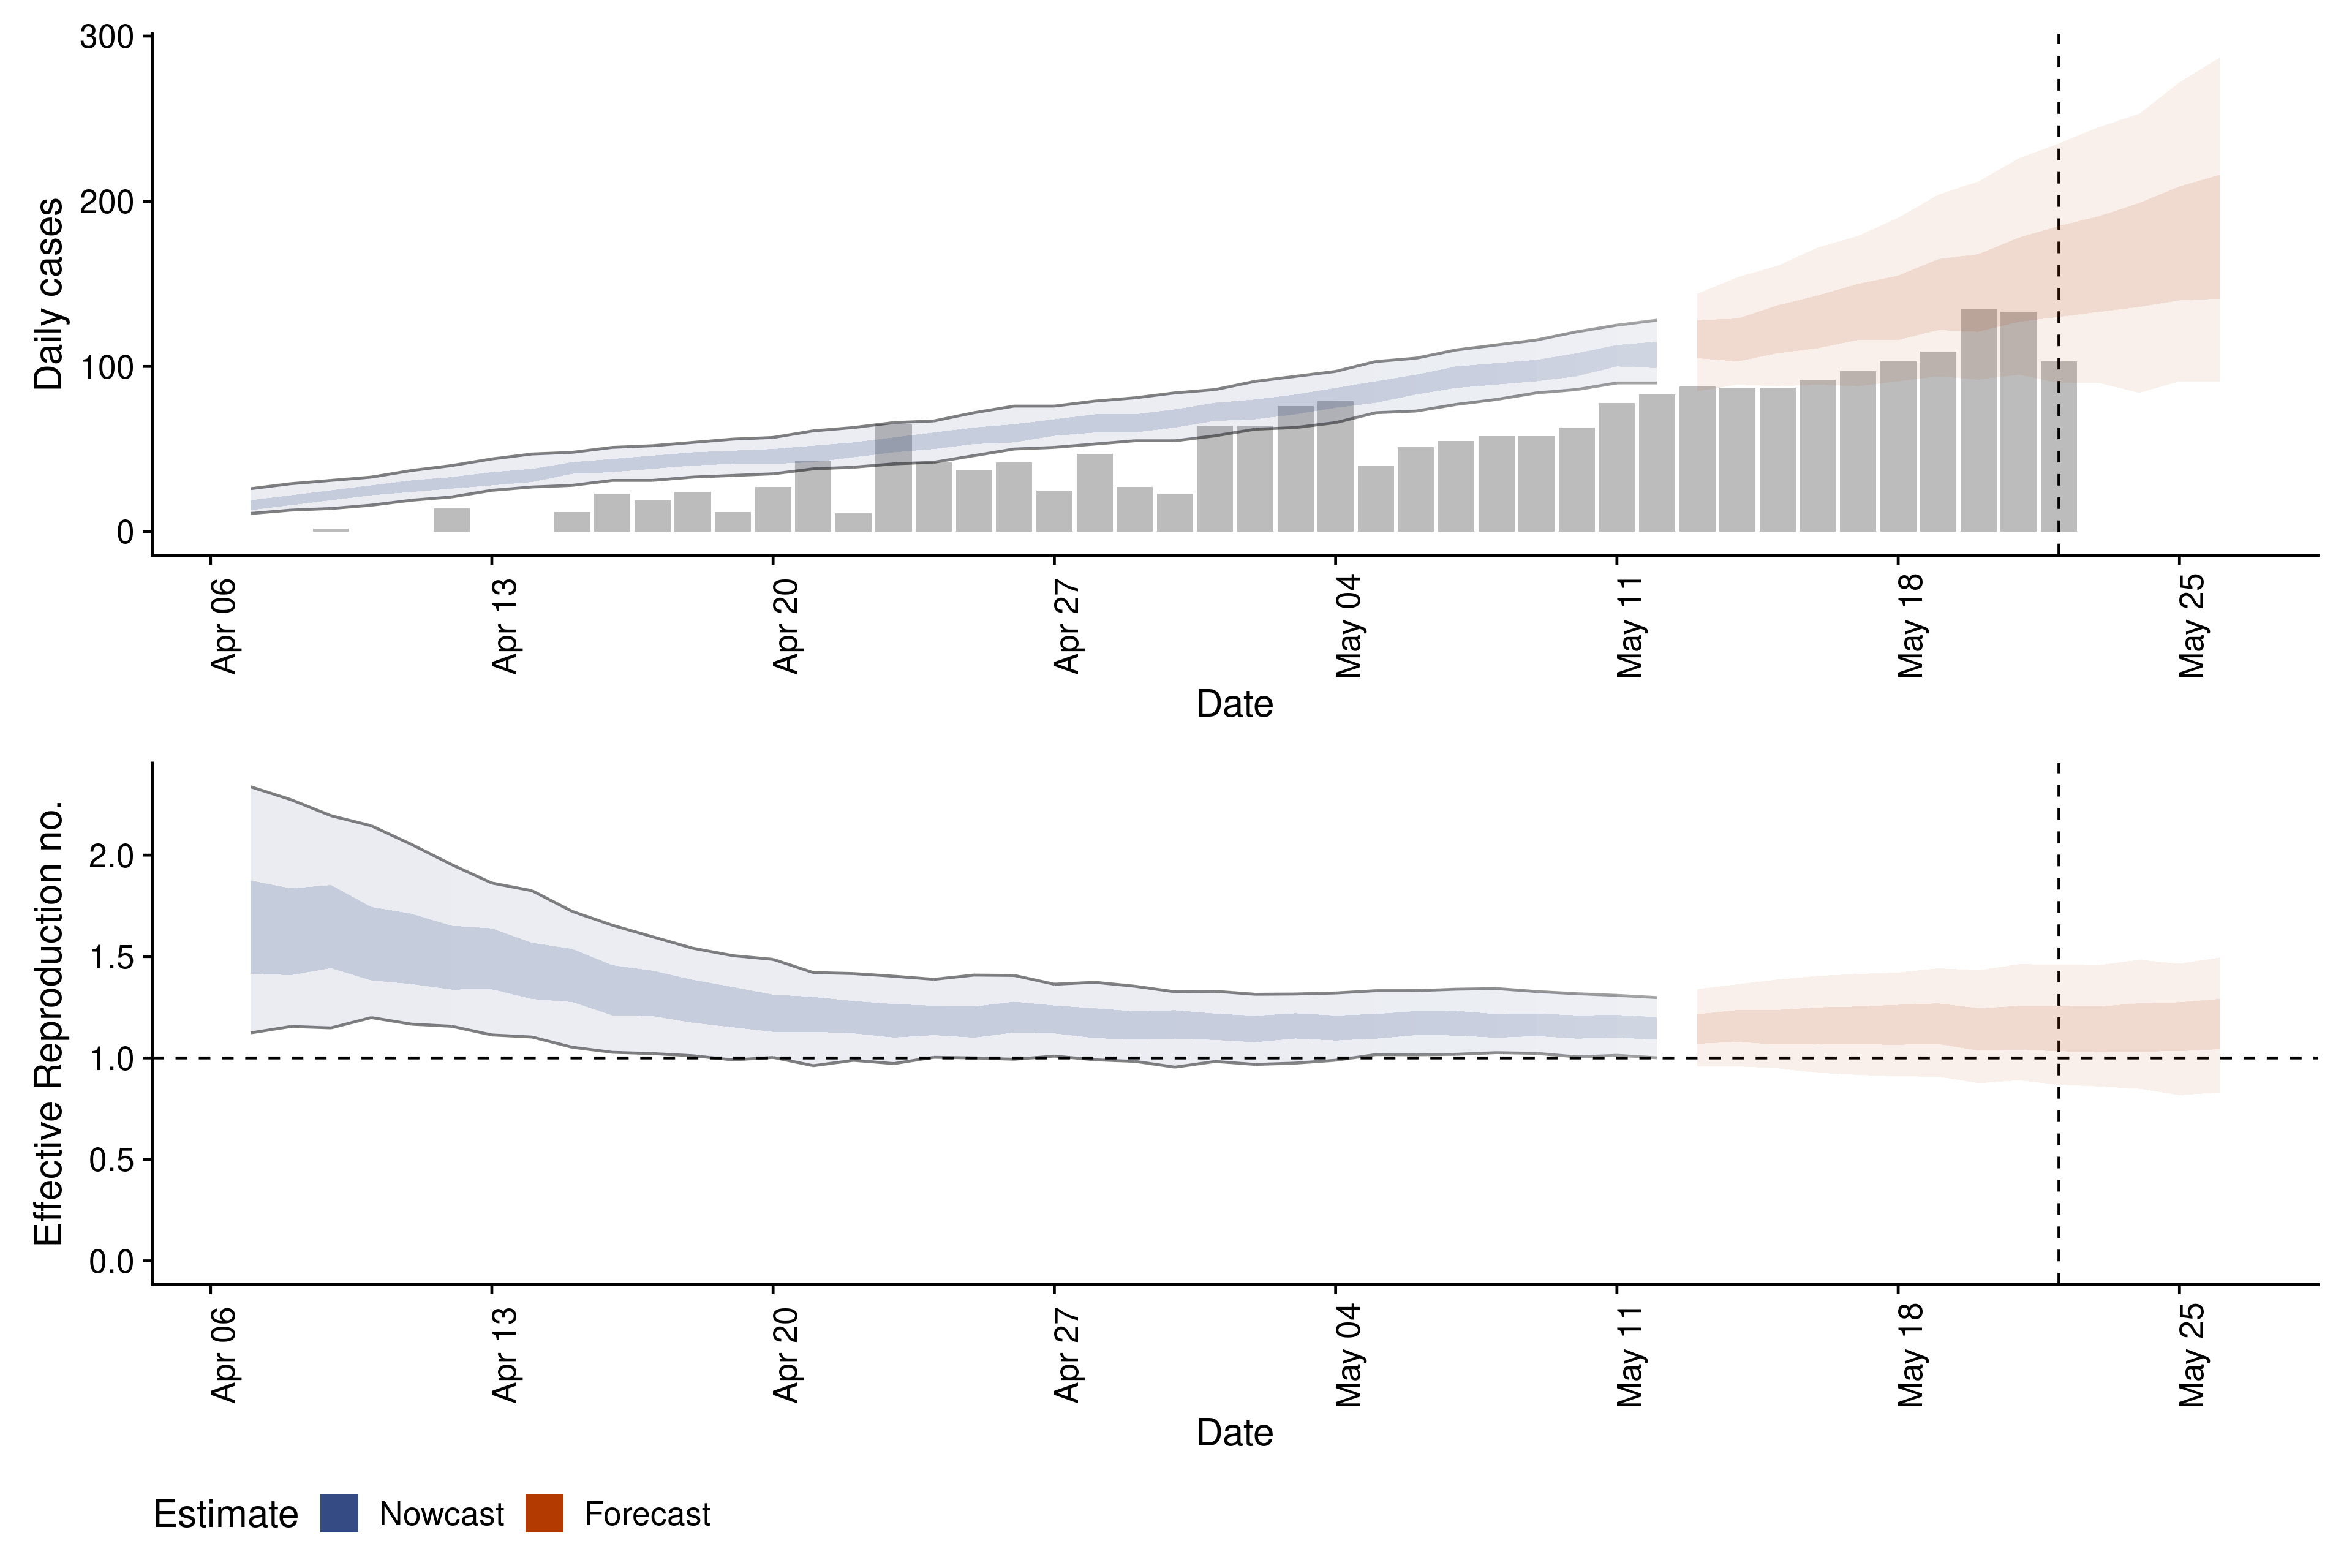 300
200
100
0
Daily cases
Apr 06
Apr 13
Apr 20
Apr 27
May 04
May 11
May 18
May 25
Date
2.0
1.5
1.0
0.5
0.0
Effective Reproduction no.
Apr 06
Apr 13
Apr 20
Apr 27
May 04
May 11
May 18
May 25
Date
Estimate Nowcast Forecast